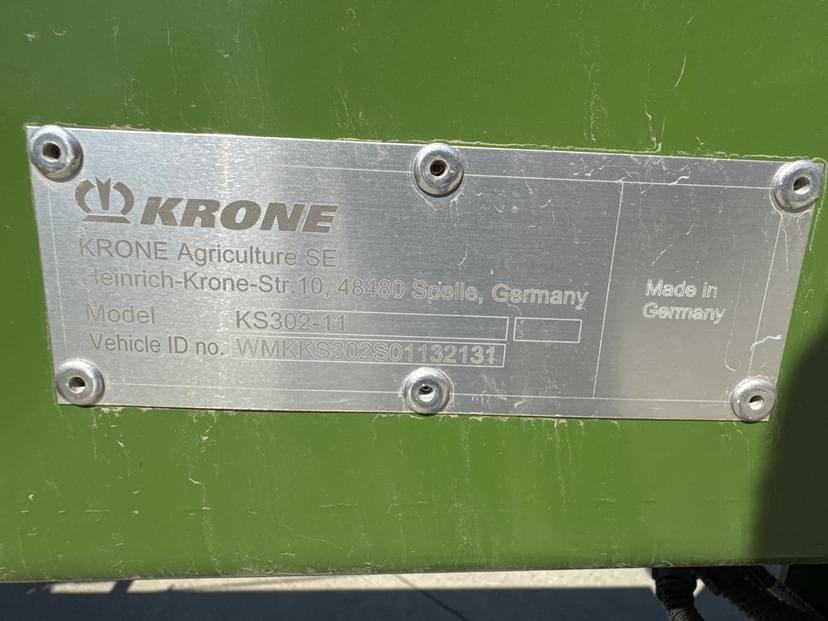 KRONE
KRONE Agriculture SE
Heinrich-Krone-Str.10, 48480 Spelle, Germany
Model KS302-11
Vehicle ID no. WMKKS302S01132131
Made in
Germany